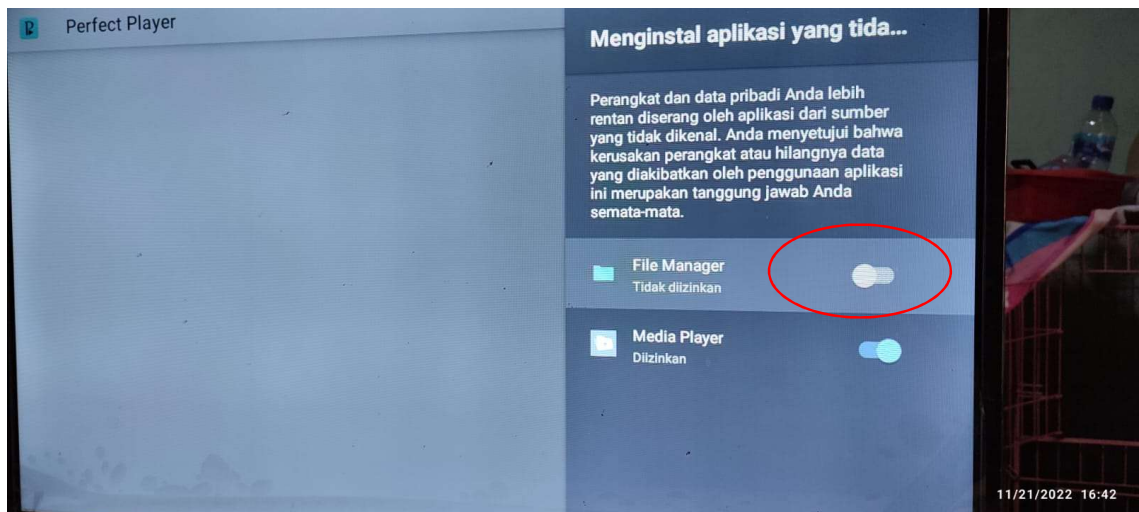 Perfect Player
Menginstal aplikasi yang tida...
Perangkat dan data pribadi Anda lebih
rentan diserang oleh aplikasi dari sumber
yang tidak dikenal. Anda menyetujui bahwa
kerusakan perangkat atau hilangnya data
yang diakibatkan oleh penggunaan aplikasi
ini merupakan tanggung jawab Anda
semata-mata.
File Manager
Tidak diizinkan
Media Player
Diizinkan
11/21/2022 16:42